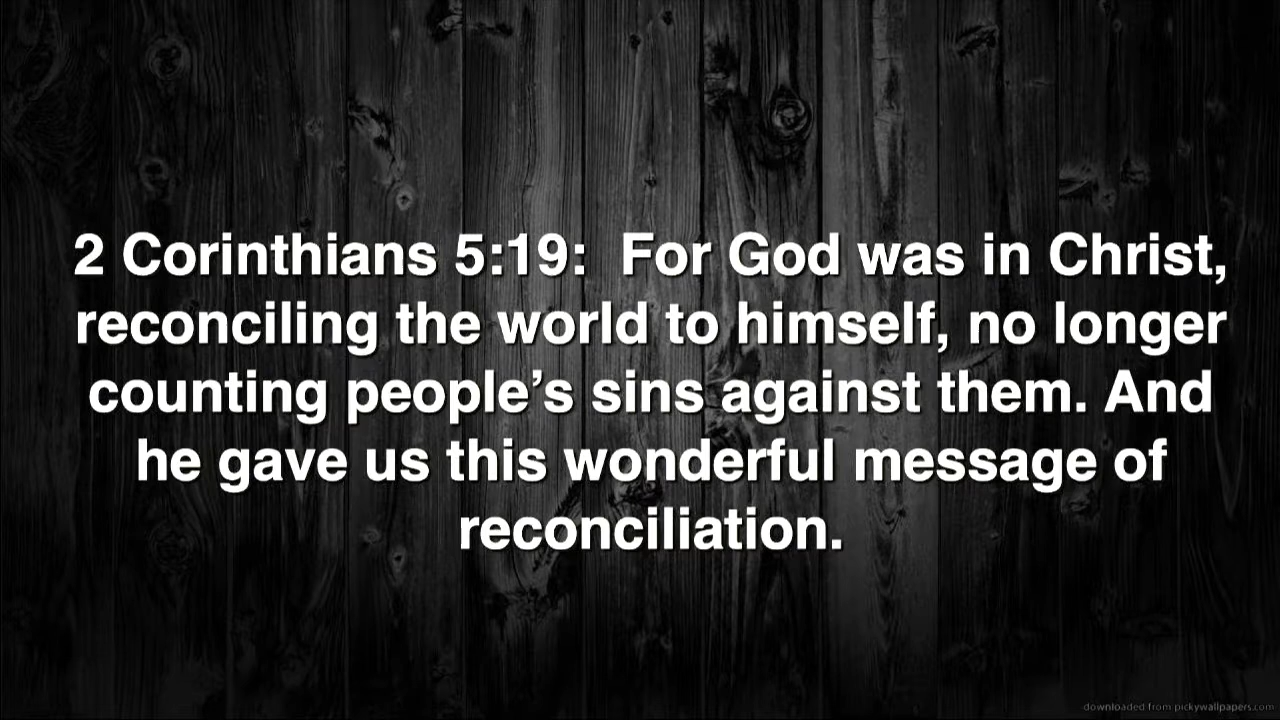 2 Corinthians 5:19:  For God was in Christ,
reconciling the world to himself, no longer
counting people’s sins against them. And
he gave us this wonderful message of
reconciliation.
downloaded from pickywallpapers.com